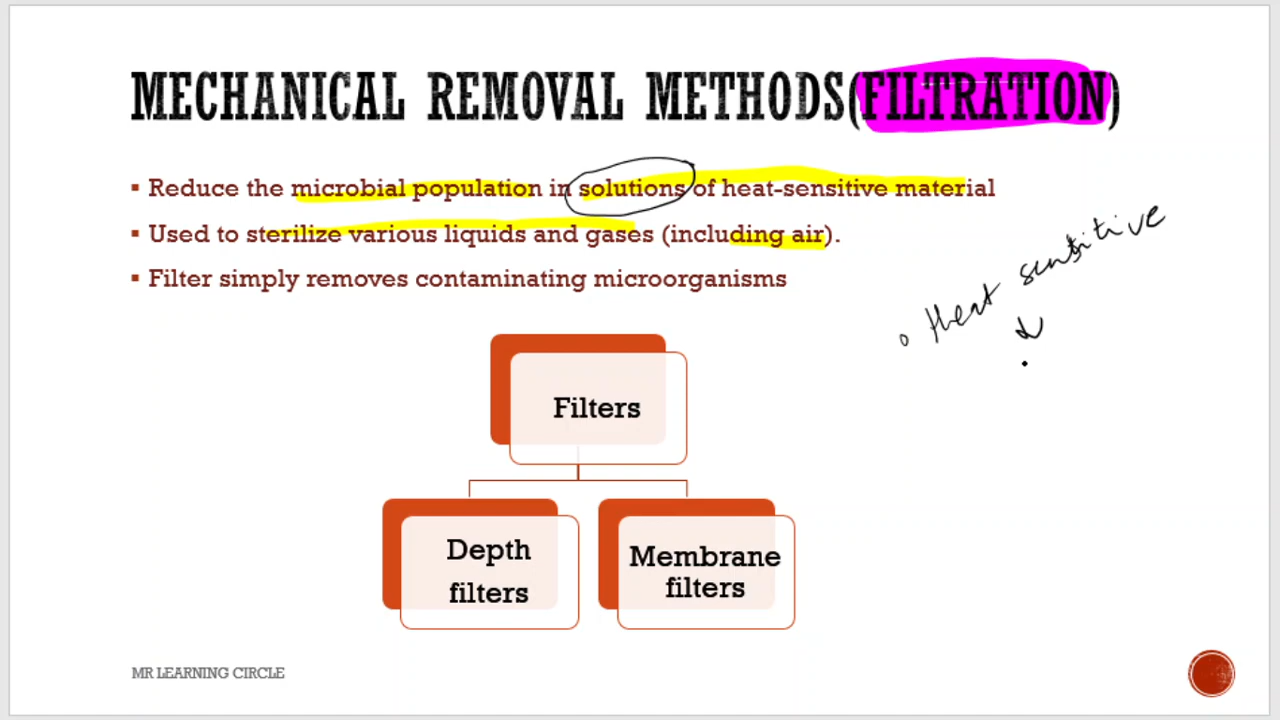 MECHANICAL REMOVAL METHODS(FILTRATION)
▪ Reduce the microbial population in solutions of heat-sensitive material
▪ Used to sterilize various liquids and gases (including air).
▪ Filter simply removes contaminating microorganisms
Heat sensitive
Filters
Depth
filters
Membrane
filters
MR LEARNING CIRCLE